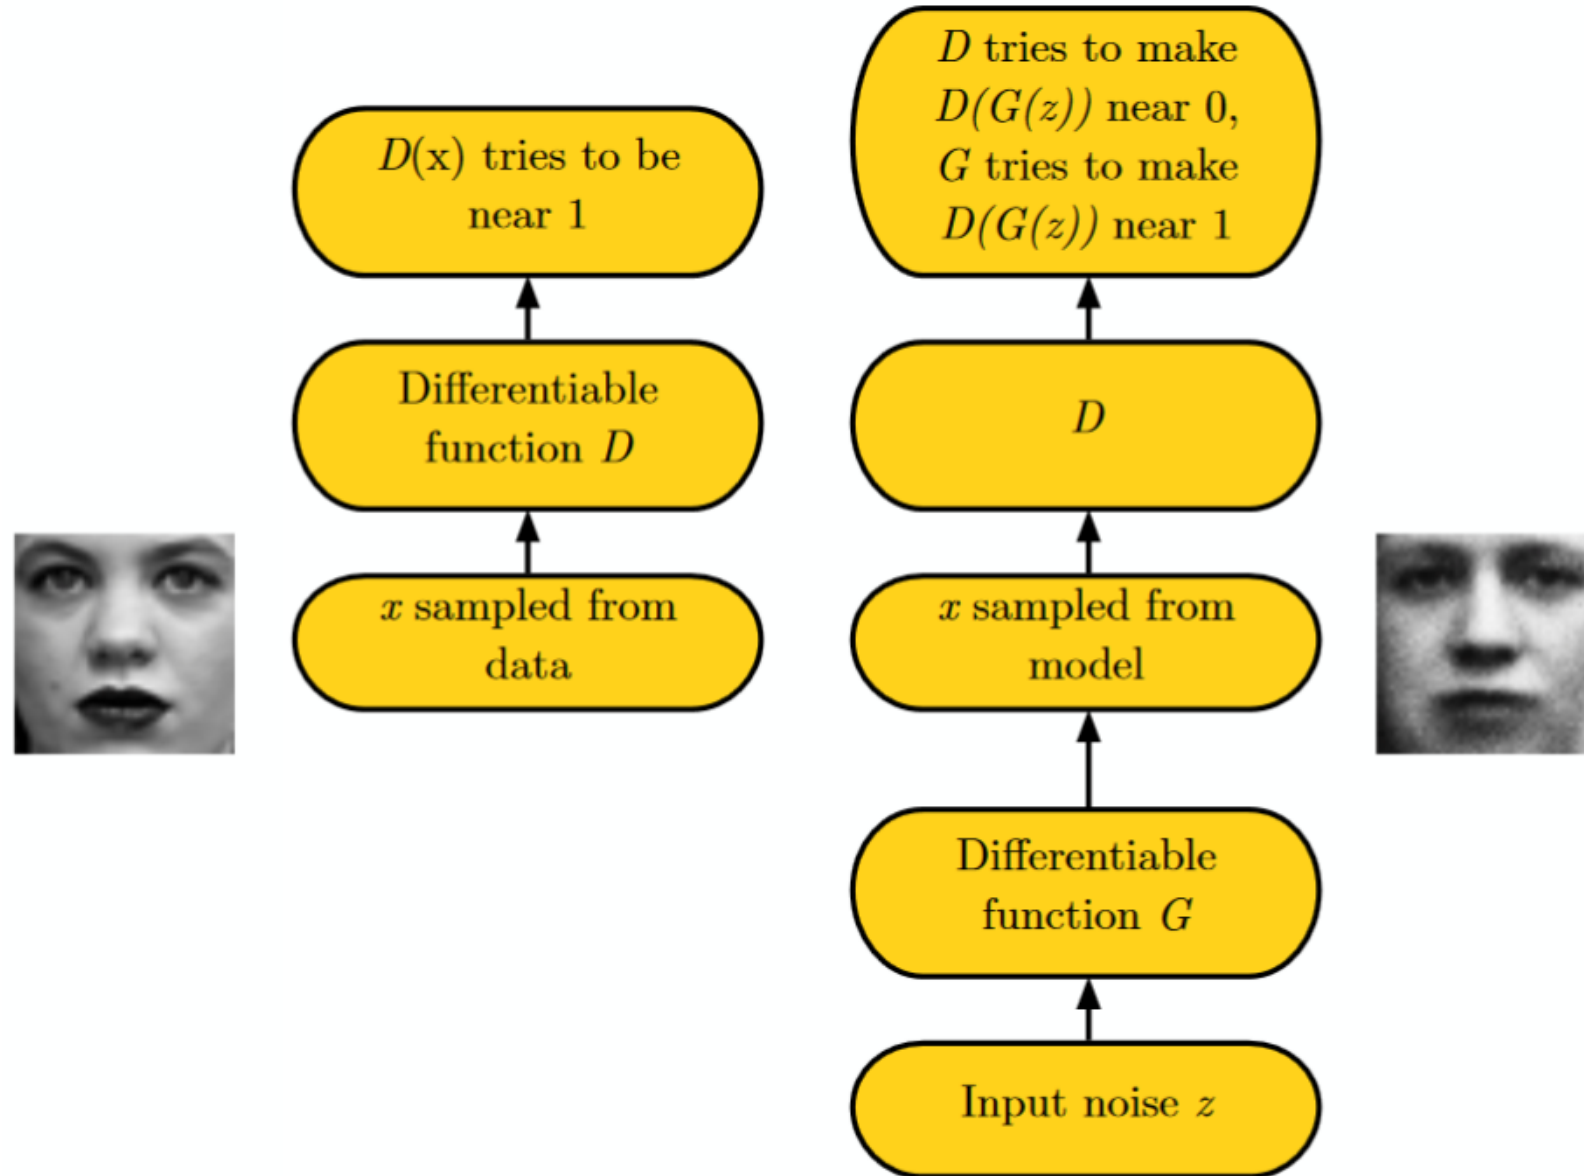 D(x) tries to be
near 1
Differentiable
function D
x sampled from
data
D tries to make
D(G(z)) near 0,
G tries to make
D(G(z)) near 1
D
x sampled from
model
Differentiable
function G
Input noise z